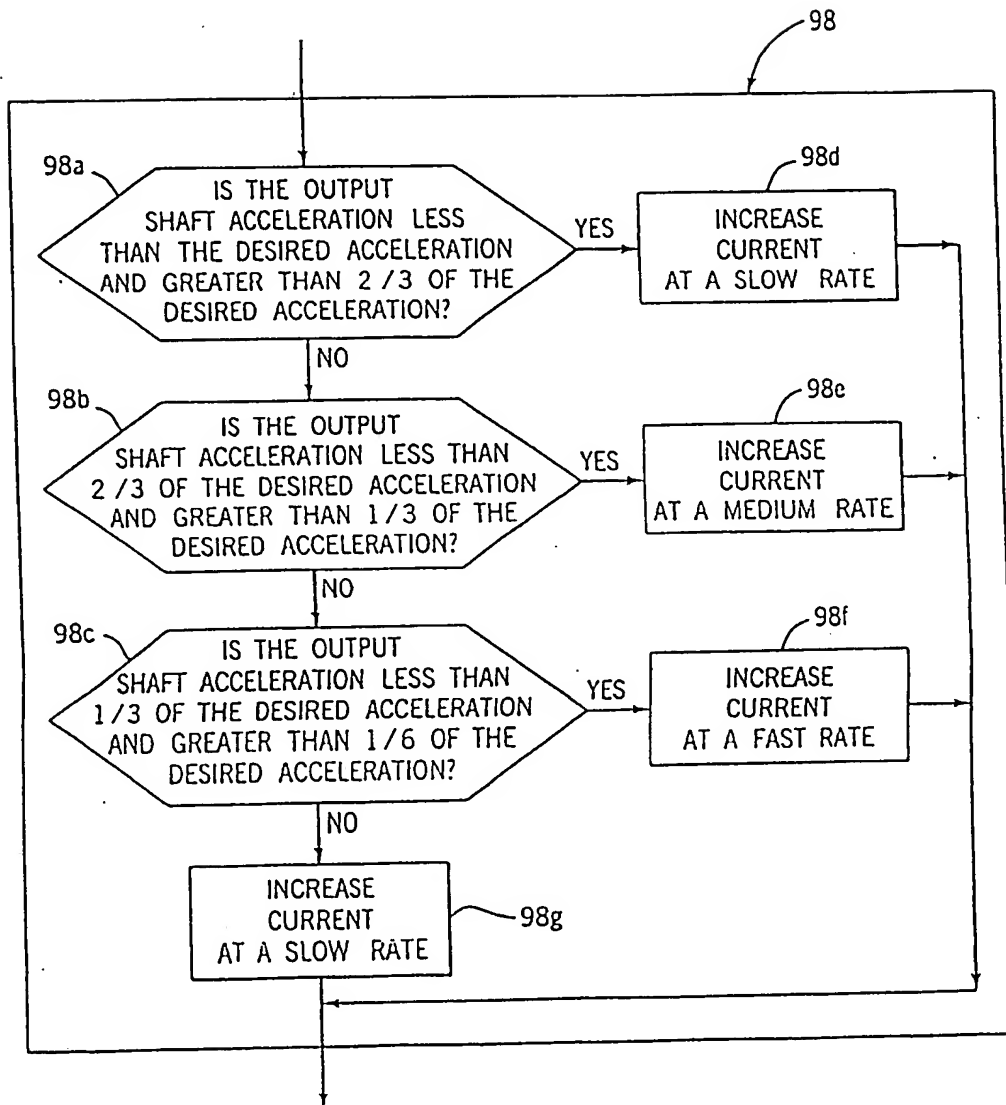 98
98a
IS THE OUTPUT
SHAFT ACCELERATION LESS
THAN THE DESIRED ACCELERATION
AND GREATER THAN 2/3 OF THE
DESIRED ACCELERATION?
YES
98d
INCREASE
CURRENT
AT A SLOW RATE
NO
98b
IS THE OUTPUT
SHAFT ACCELERATION LESS THAN
2/3 OF THE DESIRED ACCELERATION
AND GREATER THAN 1/3 OF THE
DESIRED ACCELERATION?
YES
98e
INCREASE
CURRENT
AT A MEDIUM RATE
NO
98c
IS THE OUTPUT
SHAFT ACCELERATION LESS THAN
1/3 OF THE DESIRED ACCELERATION
AND GREATER THAN 1/6 OF THE
DESIRED ACCELERATION?
YES
98f
INCREASE
CURRENT
AT A FAST RATE
NO
INCREASE
CURRENT
AT A SLOW RATE
98g